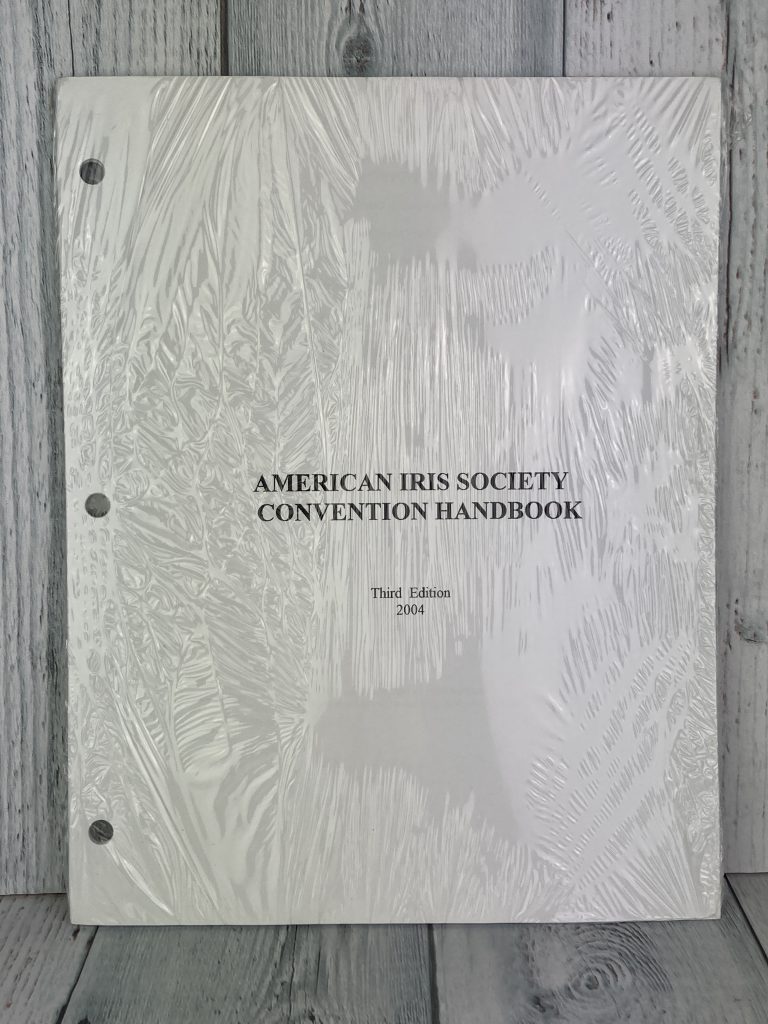 AMERICAN IRIS SOCIETY
CONVENTION HANDBOOK
Third Edition
2004